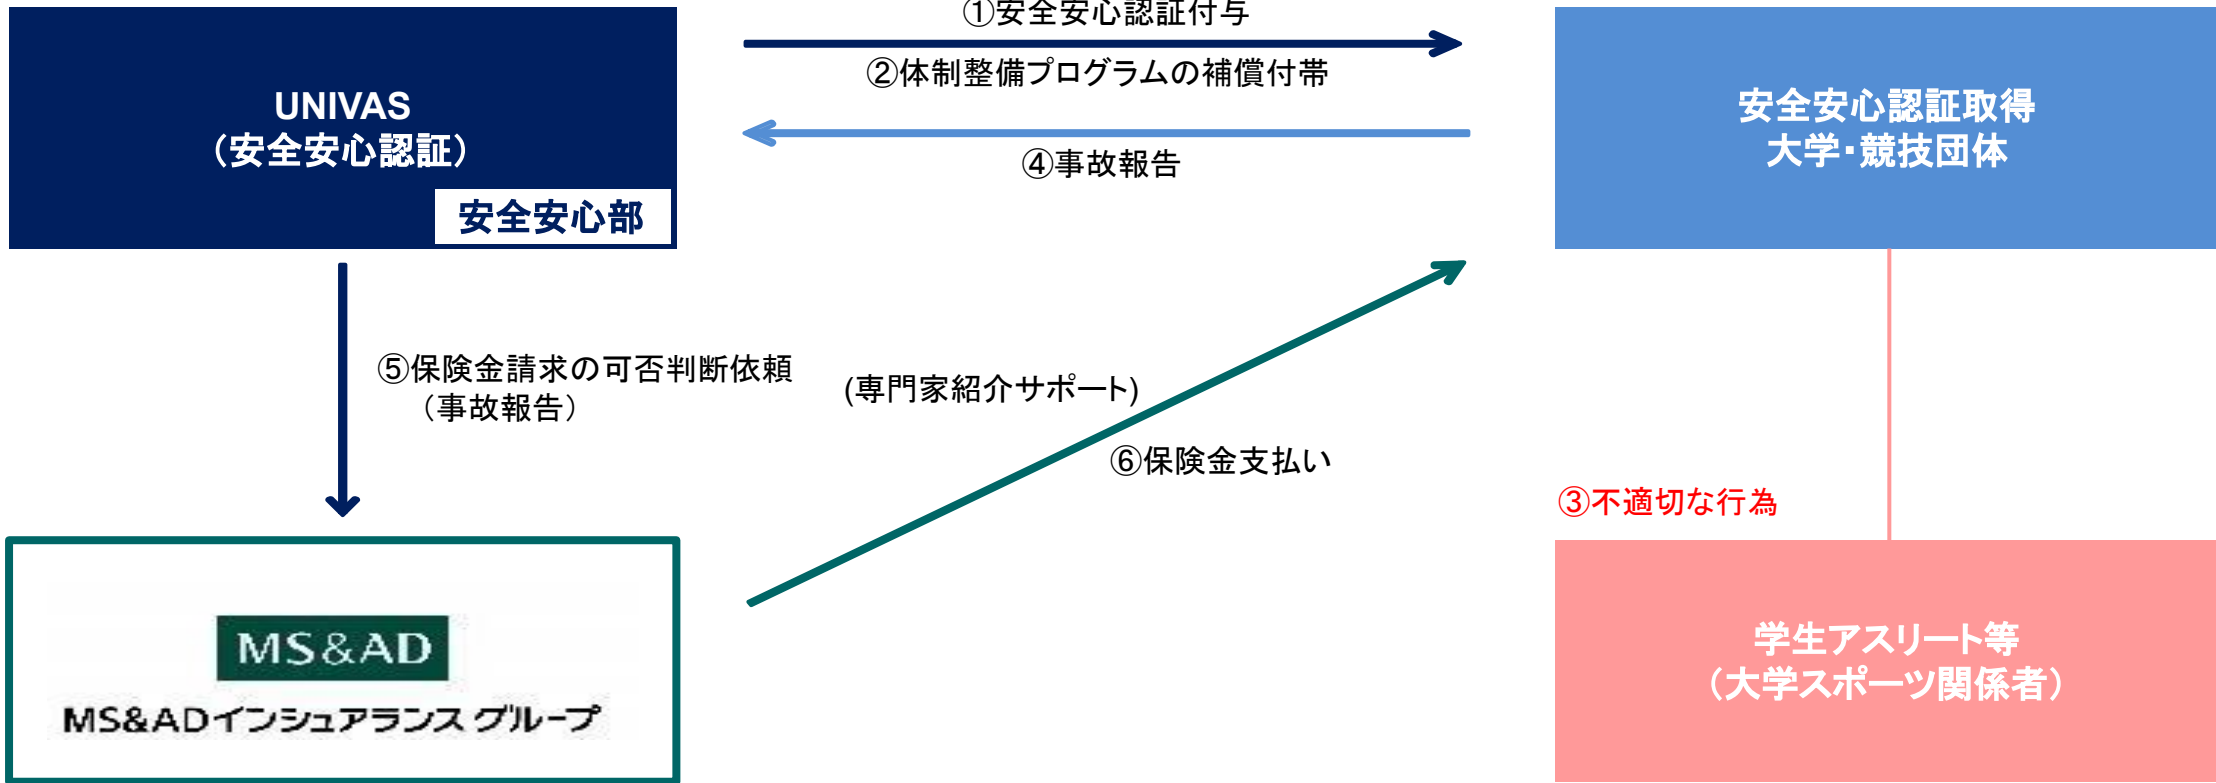 ①安全安心認証付与
UNIVAS
（安全安心認証）
安全安心部
②体制整備プログラムの補償付帯
④事故報告
安全安心認証取得
大学・競技団体
⑤保険金請求の可否判断依頼
（事故報告）
(専門家紹介サポート)
⑥保険金支払い
③不適切な行為
MS&AD
MS&ADインシュアランス グループ
学生アスリート等
（大学スポーツ関係者）